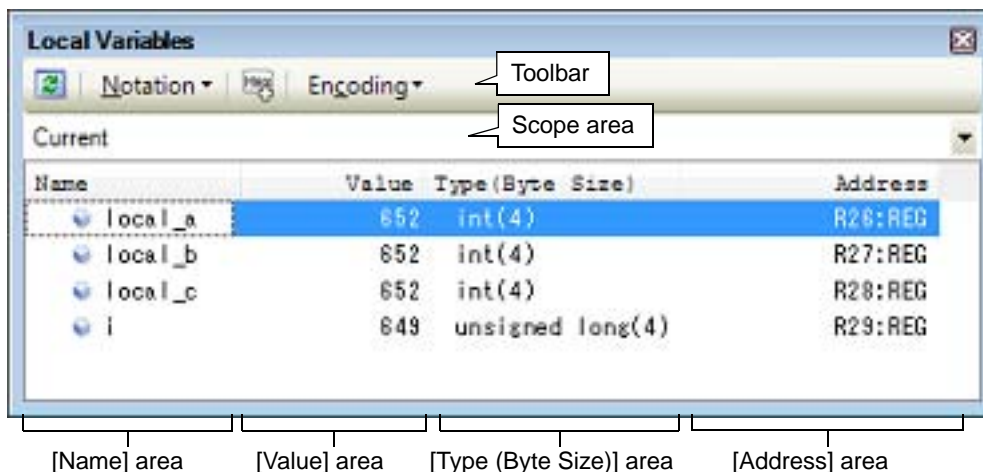 Local Variables
Notation Hex Encoding
Toolbar
Current
Scope area
Name Value Type(Byte Size) Address
local_a 652 int(4) R26:REG
local_b 652 int(4) R27:REG
local_c 652 int(4) R28:REG
i 649 unsigned long(4) R29:REG
[Name] area [Value] area [Type (Byte Size)] area [Address] area